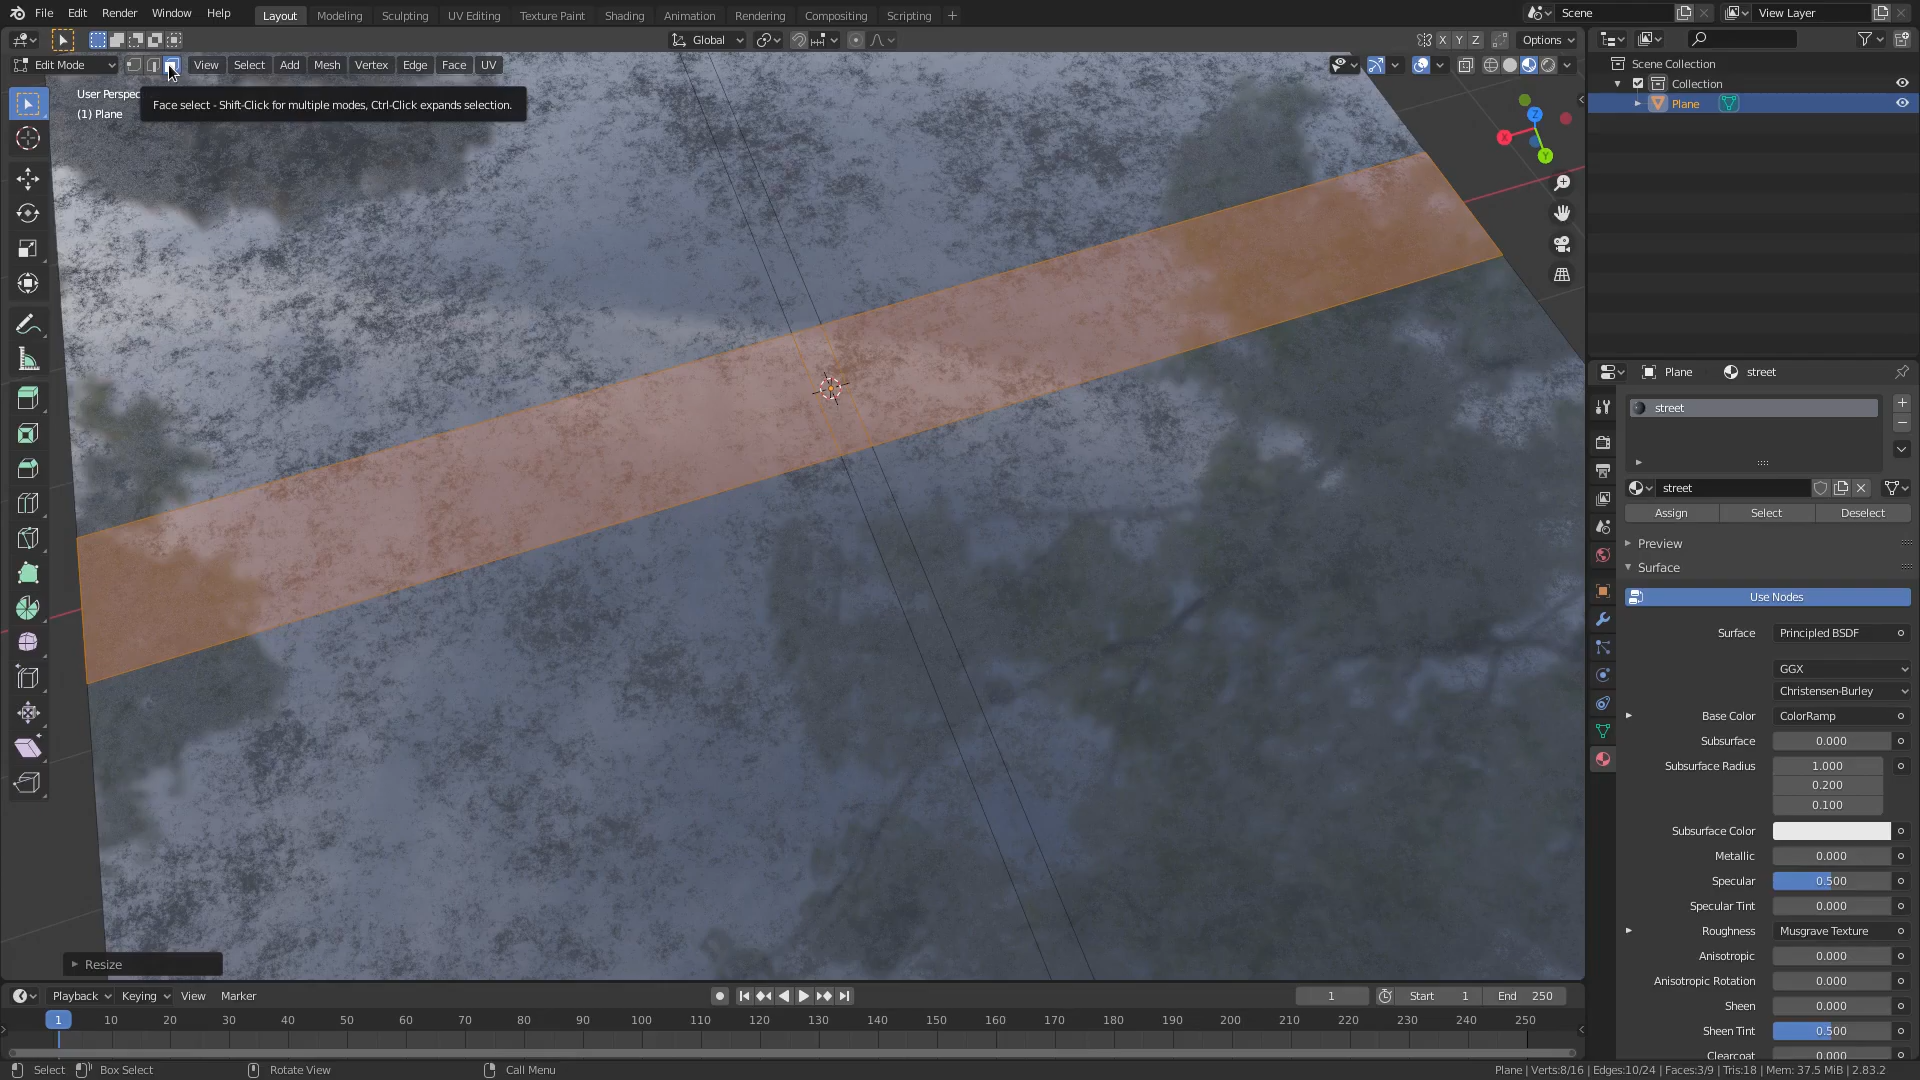 File Edit Render Window Help
Layout Modeling Sculpting UV Editing Texture Paint Shading Animation Rendering Compositing Scripting +
Scene
View Layer
Global
X Y Z
Options
Edit Mode
View Select Add Mesh Vertex Edge Face UV
User Perspec
(1) Plane
Face select - Shift-Click for multiple modes, Ctrl-Click expands selection.
Z
X
Y
Scene Collection
Collection
Plane
Plane street
street
street
Assign Select Deselect
Preview
Surface
Use Nodes
Surface Principled BSDF
GGX
Christensen-Burley
Base Color ColorRamp
Subsurface 0.000
Subsurface Radius 1.000
0.200
0.100
Subsurface Color
Metallic 0.000
Specular 0.500
Specular Tint 0.000
Roughness Musgrave Texture
Anisotropic 0.000
Anisotropic Rotation 0.000
Sheen 0.000
Sheen Tint 0.500
Clearcoat 0.000
Resize
Playback Keying View Marker
1
Start 1
End 250
1 10 20 30 40 50 60 70 80 90 100 110 120 130 140 150 160 170 180 190 200 210 220 230 240 250
Select Box Select Rotate View Call Menu
Plane | Verts:8/16 | Edges:10/24 | Faces:3/9 | Tris:18 | Mem: 37.5 MiB | 2.83.2